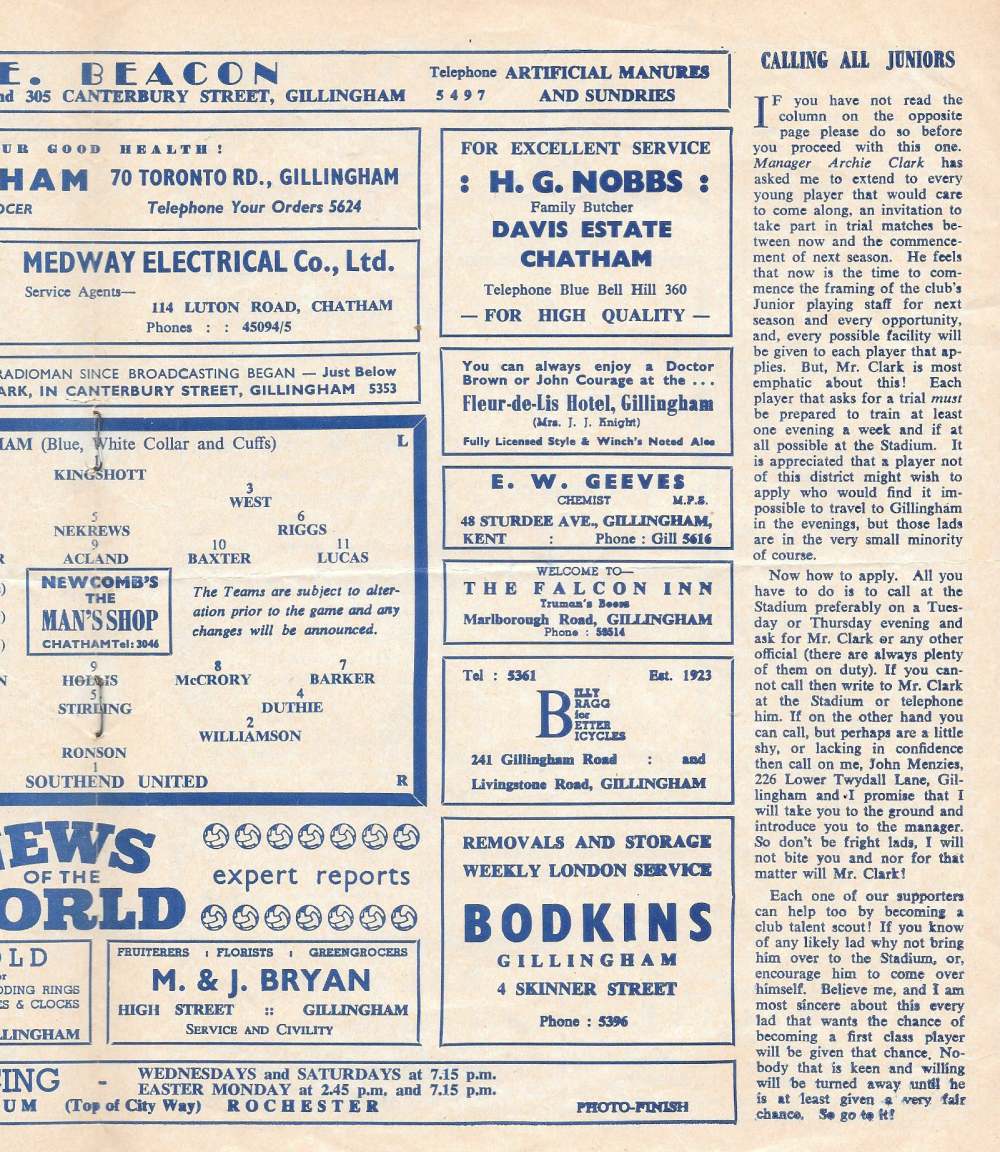 E. BEACON
Telephone ARTIFICIAL MANURES
nd 305 CANTERBURY STREET, GILLINGHAM
5497 AND SUNDRIES
UR GOOD HEALTH!
HAM 70 TORONTO RD., GILLINGHAM
OCER Telephone Your Orders 5624
MEDWAY ELECTRICAL Co., Ltd.
Service Agents—
114 LUTON ROAD, CHATHAM
Phones : : 45094/5
RADIOMAN SINCE BROADCASTING BEGAN — Just Below
ARK, IN CANTERBURY STREET, GILLINGHAM 5353
HAM (Blue, White Collar and Cuffs) L
KINGSHOTT
3
WEST
5 6
NEKREWS RIGGS
9 10 11
R ACLAND BAXTER LUCAS
NEWCOMB'S
THE
MAN'S SHOP
CHATHAM Tel: 3046
The Teams are subject to alter-
ation prior to the game and any
changes will be announced.
9 8 7
N HOLLIS McCRORY BARKER
5 4
STIRLING DUTHIE
2
WILLIAMSON
RONSON
1
SOUTHEND UNITED R
NEWS
OF THE
ORLD
expert reports
OLD
or
DDING RINGS
ES & CLOCKS
LLINGHAM
FRUITERERS : FLORISTS : GREENGROCERS
M. & J. BRYAN
HIGH STREET :: GILLINGHAM
SERVICE AND CIVILITY
FOR EXCELLENT SERVICE
: H. G. NOBBS :
Family Butcher
DAVIS ESTATE
CHATHAM
Telephone Blue Bell Hill 360
— FOR HIGH QUALITY —
You can always enjoy a Doctor
Brown or John Courage at the ...
Fleur-de-Lis Hotel, Gillingham
(Mrs. J. J. Knight)
Fully Licensed Style & Winch's Noted Ales
E. W. GEEVES
CHEMIST M.P.S.
48 STURDEE AVE., GILLINGHAM,
KENT : Phone : Gill 5616
WELCOME TO—
THE FALCON INN
Truman's Beers
Marlborough Road, GILLINGHAM
Phone : 58514
Tel : 5361 Est. 1923
BILLY
RAGG
for
ETTER
ICYCLES
241 Gillingham Road : and
Livingstone Road, GILLINGHAM
REMOVALS AND STORAGE
WEEKLY LONDON SERVICE
BODKINS
GILLINGHAM
4 SKINNER STREET
Phone : 5396
ING - WEDNESDAYS and SATURDAYS at 7.15 p.m.
EASTER MONDAY at 2.45 p.m. and 7.15 p.m.
UM (Top of City Way) ROCHESTER PHOTO-FINISH
CALLING ALL JUNIORS
IF you have not read the
column on the opposite
page please do so before
you proceed with this one.
Manager Archie Clark has
asked me to extend to every
young player that would care
to come along, an invitation to
take part in trial matches be-
tween now and the commence-
ment of next season. He feels
that now is the time to com-
mence the framing of the club's
Junior playing staff for next
season and every opportunity,
and, every possible facility will
be given to each player that ap-
plies. But, Mr. Clark is most
emphatic about this! Each
player that asks for a trial must
be prepared to train at least
one evening a week and if at
all possible at the Stadium. It
is appreciated that a player not
of this district might wish to
apply who would find it im-
possible to travel to Gillingham
in the evenings, but those lads
are in the very small minority
of course.
Now how to apply. All you
have to do is to call at the
Stadium preferably on a Tues-
day or Thursday evening and
ask for Mr. Clark or any other
official (there are always plenty
of them on duty). If you can-
not call then write to Mr. Clark
at the Stadium or telephone
him. If on the other hand you
can call, but perhaps are a little
shy, or lacking in confidence
then call on me, John Menzies,
226 Lower Twydall Lane, Gil-
lingham and I promise that I
will take you to the ground and
introduce you to the manager.
So don't be fright lads, I will
not bite you and nor for that
matter will Mr. Clark!
Each one of our supporters
can help too by becoming a
club talent scout! If you know
of any likely lad why not bring
him over to the Stadium, or,
encourage him to come over
himself. Believe me, and I am
most sincere about this every
lad that wants the chance of
becoming a first class player
will be given that chance. No-
body that is keen and willing
will be turned away until he
is at least given a very fair
chance. So go to it!